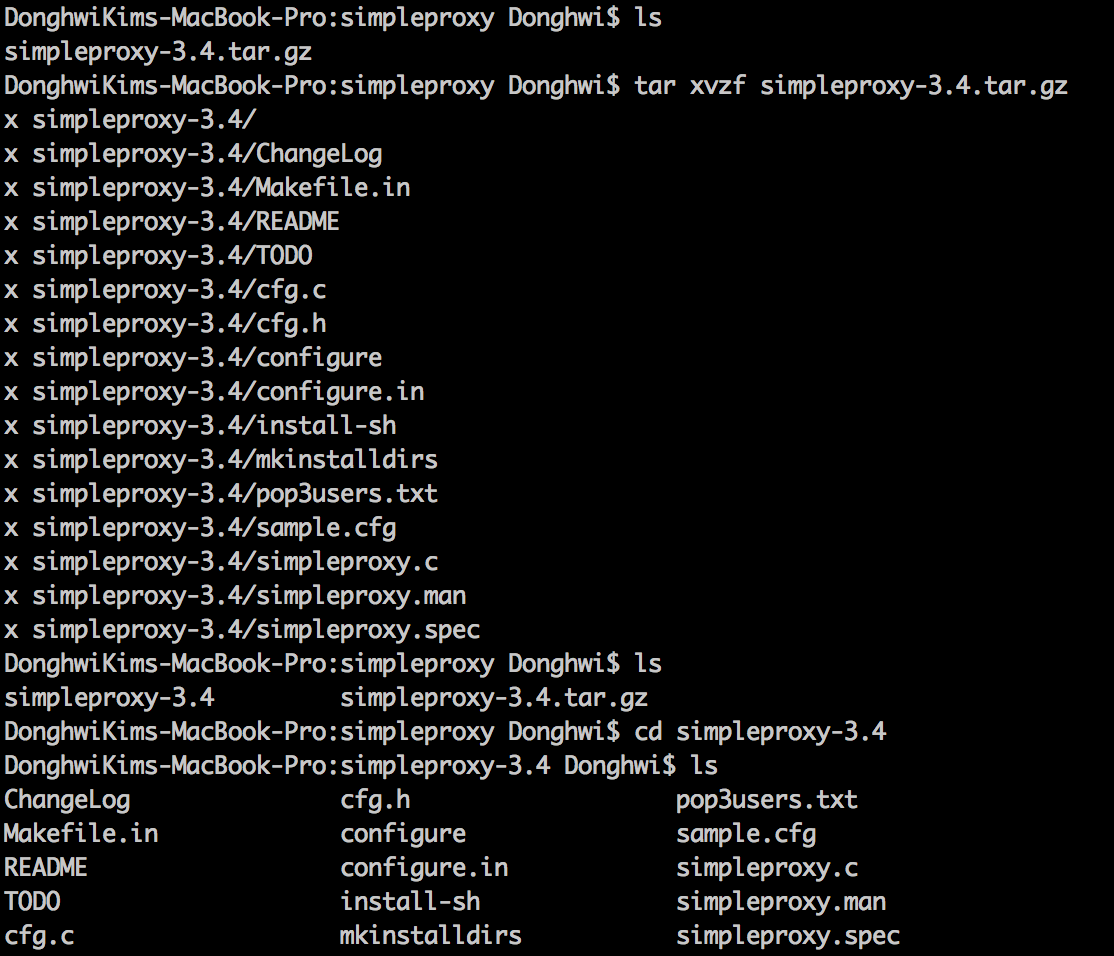 DonghwiKims-MacBook-Pro:simpleproxy Donghwi$ ls
simpleproxy-3.4.tar.gz
DonghwiKims-MacBook-Pro:simpleproxy Donghwi$ tar xvzf simpleproxy-3.4.tar.gz
x simpleproxy-3.4/
x simpleproxy-3.4/ChangeLog
x simpleproxy-3.4/Makefile.in
x simpleproxy-3.4/README
x simpleproxy-3.4/TODO
x simpleproxy-3.4/cfg.c
x simpleproxy-3.4/cfg.h
x simpleproxy-3.4/configure
x simpleproxy-3.4/configure.in
x simpleproxy-3.4/install-sh
x simpleproxy-3.4/mkinstalldirs
x simpleproxy-3.4/pop3users.txt
x simpleproxy-3.4/sample.cfg
x simpleproxy-3.4/simpleproxy.c
x simpleproxy-3.4/simpleproxy.man
x simpleproxy-3.4/simpleproxy.spec
DonghwiKims-MacBook-Pro:simpleproxy Donghwi$ ls
simpleproxy-3.4         simpleproxy-3.4.tar.gz
DonghwiKims-MacBook-Pro:simpleproxy Donghwi$ cd simpleproxy-3.4
DonghwiKims-MacBook-Pro:simpleproxy-3.4 Donghwi$ ls
ChangeLog               cfg.h                   pop3users.txt
Makefile.in             configure               sample.cfg
README                  configure.in            simpleproxy.c
TODO                    install-sh              simpleproxy.man
cfg.c                   mkinstalldirs           simpleproxy.spec